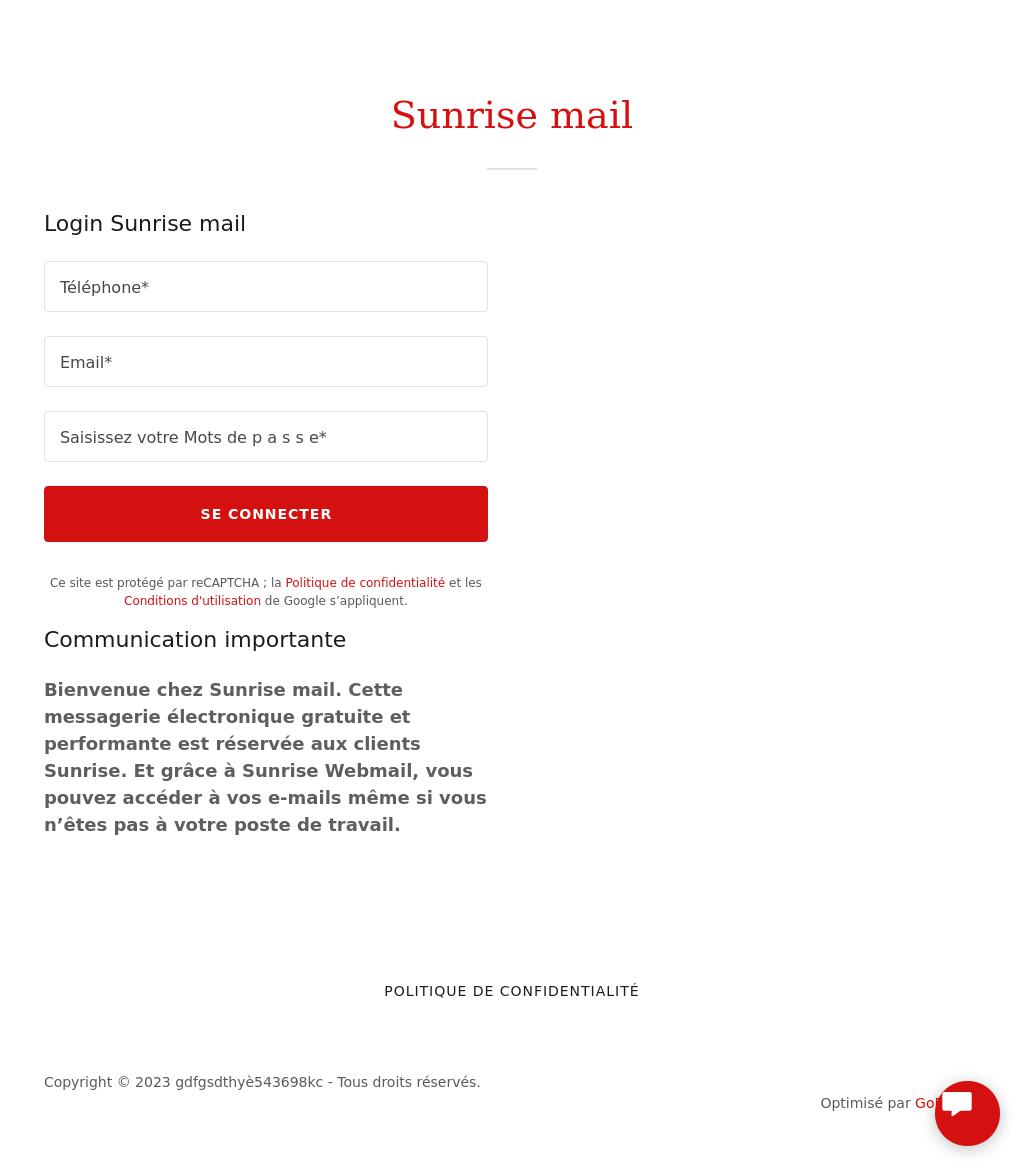 Sunrise mail
Login Sunrise mail
Téléphone*
Email*
Saisissez votre Mots de p a s s e*
SE CONNECTER
Ce site est protégé par reCAPTCHA ; la Politique de confidentialité et les
Conditions d'utilisation de Google s’appliquent.
Communication importante
Bienvenue chez Sunrise mail. Cette
messagerie électronique gratuite et
performante est réservée aux clients
Sunrise. Et grâce à Sunrise Webmail, vous
pouvez accéder à vos e-mails même si vous
n’êtes pas à votre poste de travail.
POLITIQUE DE CONFIDENTIALITÉ
Copyright © 2023 gdfgsdthyè543698kc - Tous droits réservés.
Optimisé par